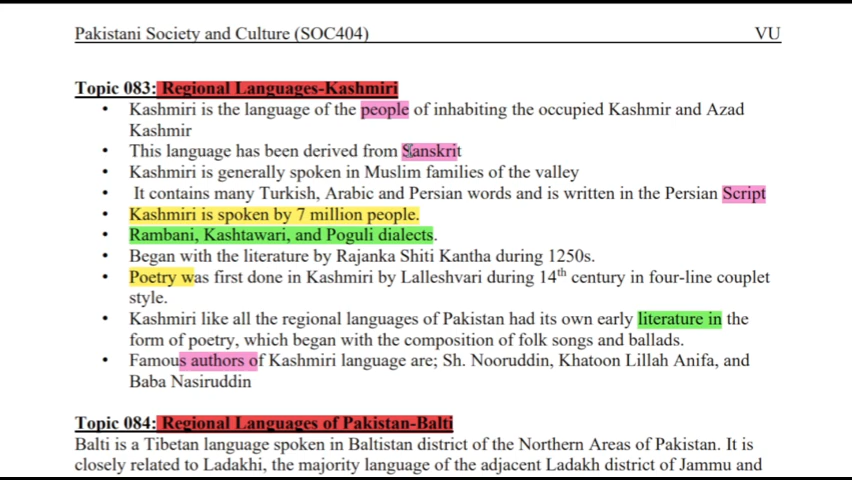 Pakistani Society and Culture (SOC404) VU
Topic 083: Regional Languages-Kashmiri
• Kashmiri is the language of the people of inhabiting the occupied Kashmir and Azad
Kashmir
• This language has been derived from Sanskrit
• Kashmiri is generally spoken in Muslim families of the valley
• It contains many Turkish, Arabic and Persian words and is written in the Persian Script
• Kashmiri is spoken by 7 million people.
• Rambani, Kashtawari, and Poguli dialects.
• Began with the literature by Rajanka Shiti Kantha during 1250s.
• Poetry was first done in Kashmiri by Lalleshvari during 14th century in four-line couplet
style.
• Kashmiri like all the regional languages of Pakistan had its own early literature in the
form of poetry, which began with the composition of folk songs and ballads.
• Famous authors of Kashmiri language are; Sh. Nooruddin, Khatoon Lillah Anifa, and
Baba Nasiruddin
Topic 084: Regional Languages of Pakistan-Balti
Balti is a Tibetan language spoken in Baltistan district of the Northern Areas of Pakistan. It is
closely related to Ladakhi, the majority language of the adjacent Ladakh district of Jammu and